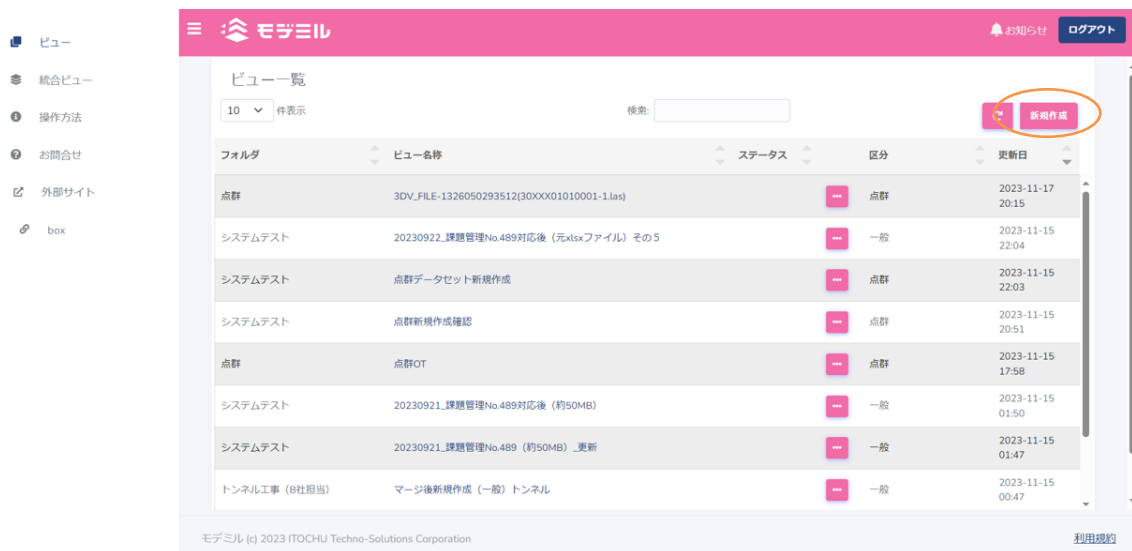 モデミル
お知らせ
ログアウト
ビュー
統合ビュー
操作方法
お問合せ
外部サイト
box
ビュー一覧
10 件表示
検索:
新規作成
フォルダ ビュー名称 ステータス 区分 更新日
点群 3DV_FILE-1326050293512(30XXX01010001-1.las) 点群 2023-11-17
20:15
システムテスト 20230922_課題管理No.489対応後（元xlsxファイル）その５ 一般 2023-11-15
22:04
システムテスト 点群データセット新規作成 点群 2023-11-15
22:03
システムテスト 点群新規作成確認 点群 2023-11-15
20:51
点群 点群OT 点群 2023-11-15
17:58
システムテスト 20230921_課題管理No.489対応後（約50MB） 一般 2023-11-15
01:50
システムテスト 20230921_課題管理No.489（約50MB）_更新 一般 2023-11-15
01:47
トンネル工事（B社担当） マージ後新規作成（一般）トンネル 一般 2023-11-15
00:47
モデミル (c) 2023 ITOCHU Techno-Solutions Corporation
利用規約